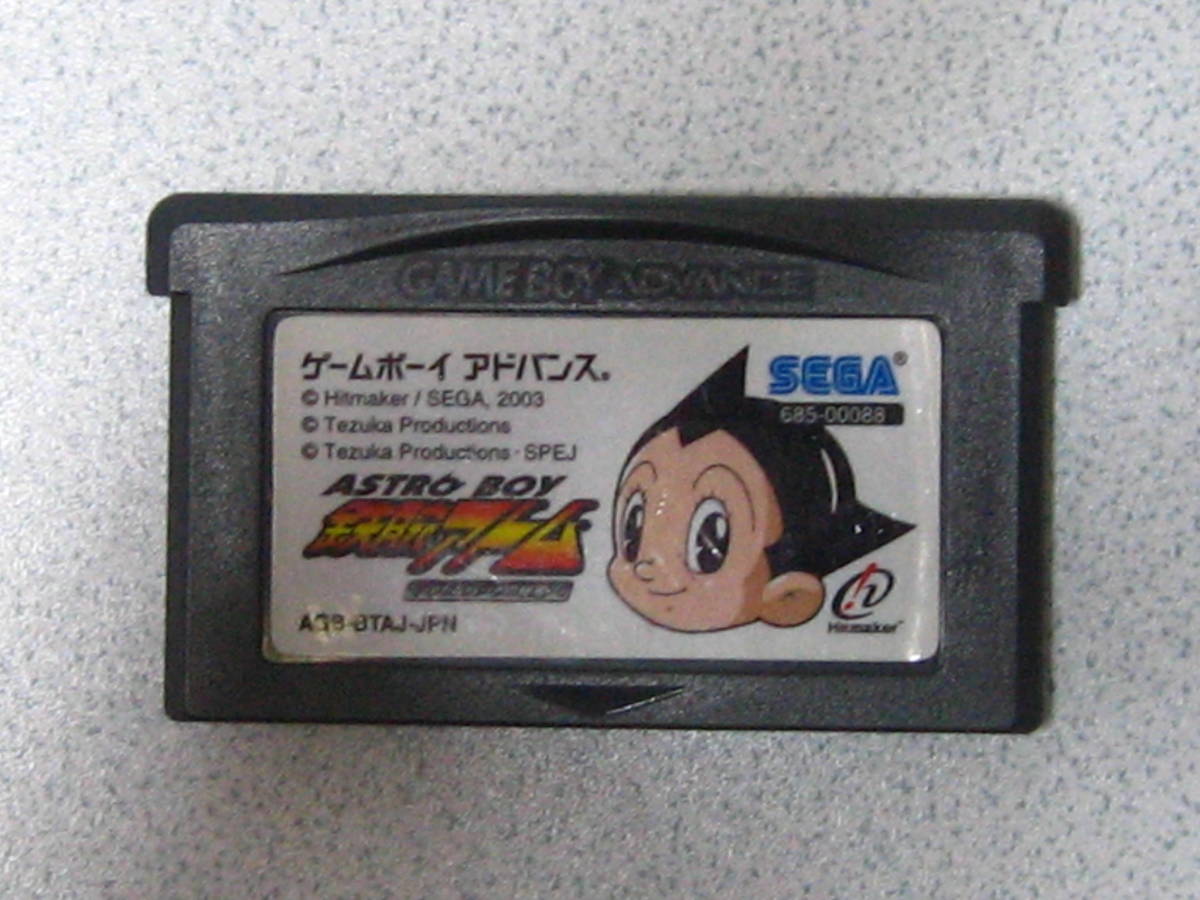 GAME BOY ADVANCE
ゲームボーイ アドバンス。
© Hitmaker / SEGA, 2003
© Tezuka Productions
© Tezuka Productions・SPEJ
SEGA®
685-00088
ASTRO BOY
鉄腕アトム
AGB-BTAJ-JPN
Hitmaker™